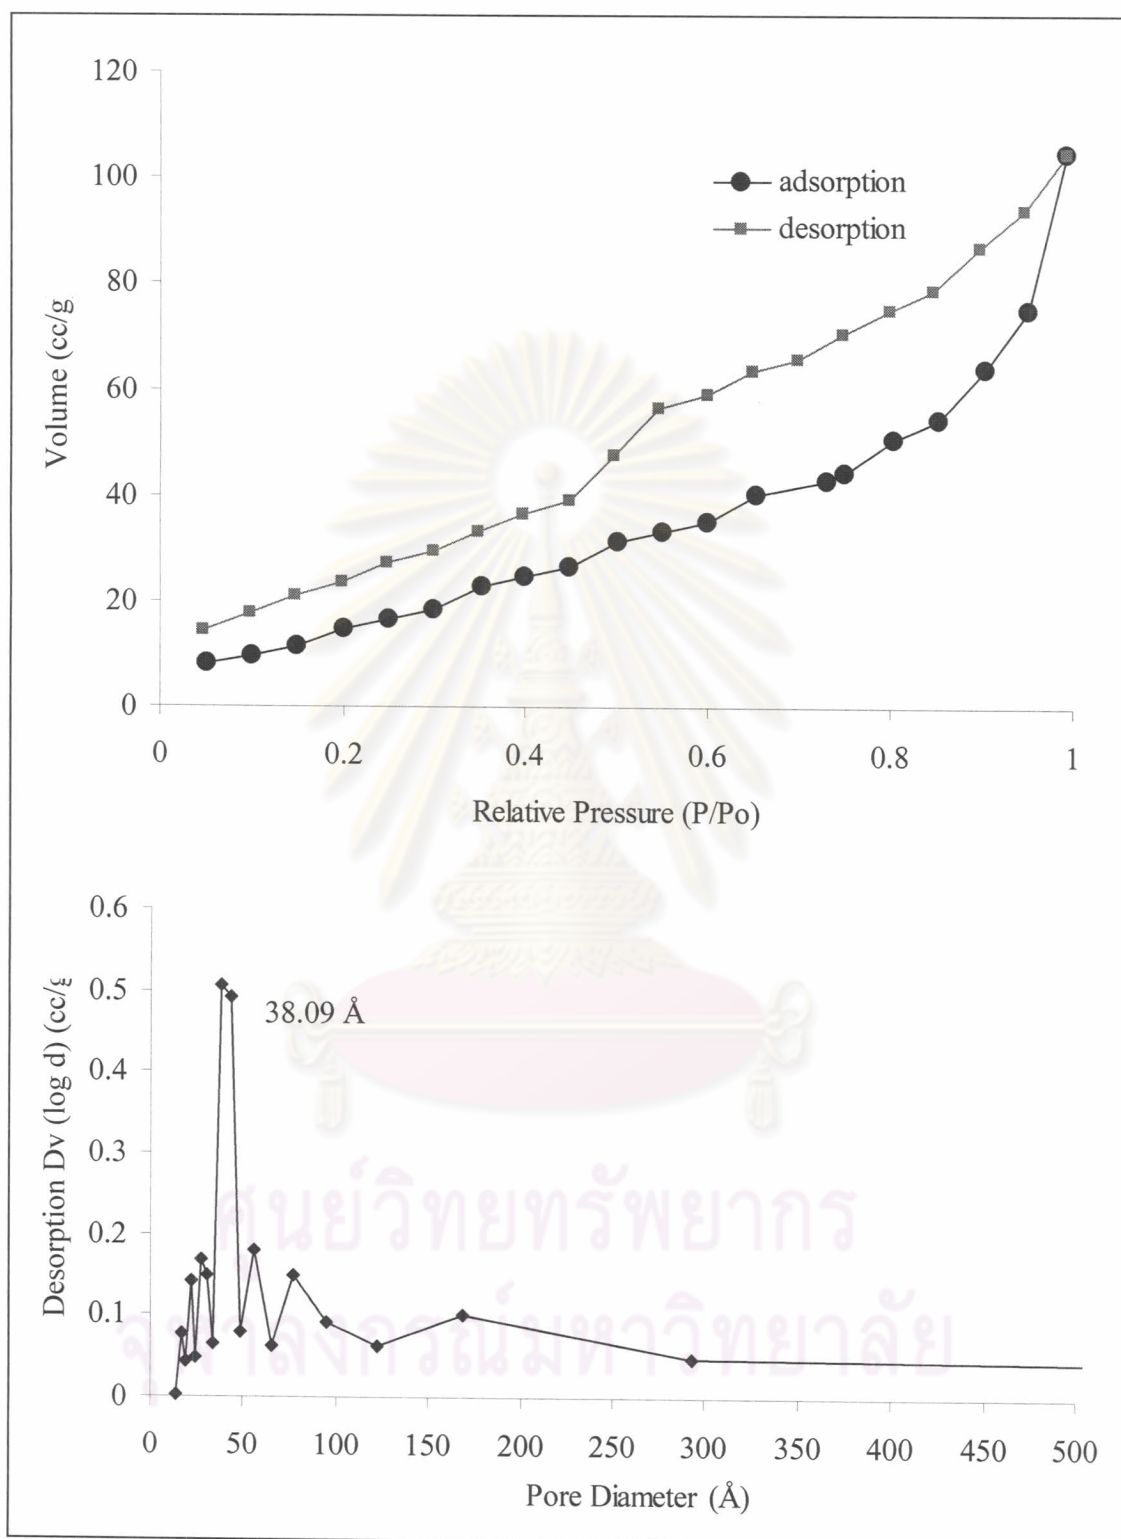 120
100
80
60
40
20
0
Volume (cc/g
adsorption
desorption
0 0.2 0.4 0.6 0.8 1
Relative Pressure (P/Po)
0.6
0.5
0.4
0.3
0.2
0.1
0
Desorption Dv (log d) (cc/g
38.09 Å
ศูนย์วิทยทรัพยากร
จุฬาลงกรณ์มหาวิทยาลัย
0 50 100 150 200 250 300 350 400 450 500
Pore Diameter (Å)